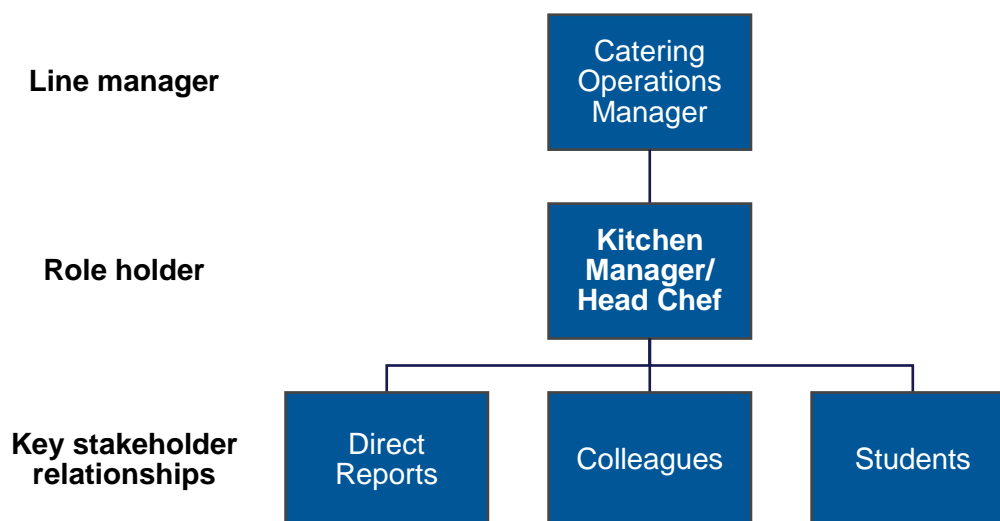 Line manager
Catering
Operations
Manager
Role holder
Kitchen
Manager/
Head Chef
Key stakeholder
relationships
Direct
Reports
Colleagues
Students